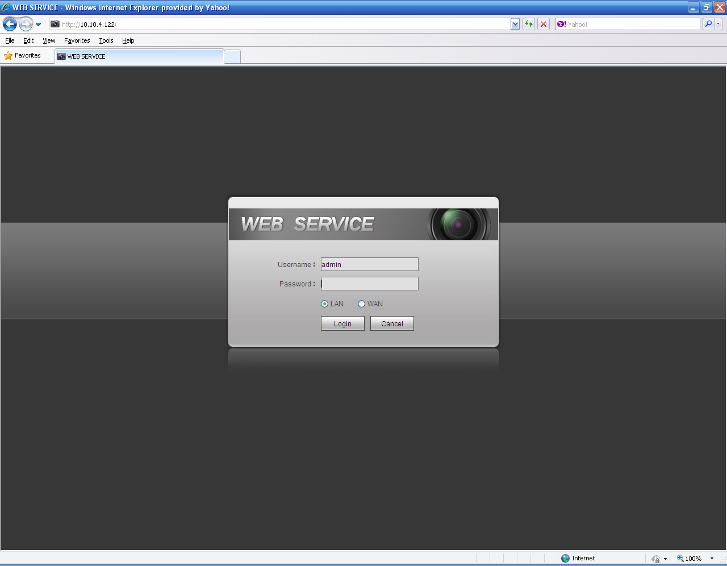 WEB SERVICE - Windows Internet Explorer provided by Yahoo!
http://10.10.4.122/
Yahoo!
File Edit View Favorites Tools Help
Favorites WEB SERVICE
WEB SERVICE
Username: admin
Password:
LAN WAN
Login Cancel
Internet 100%